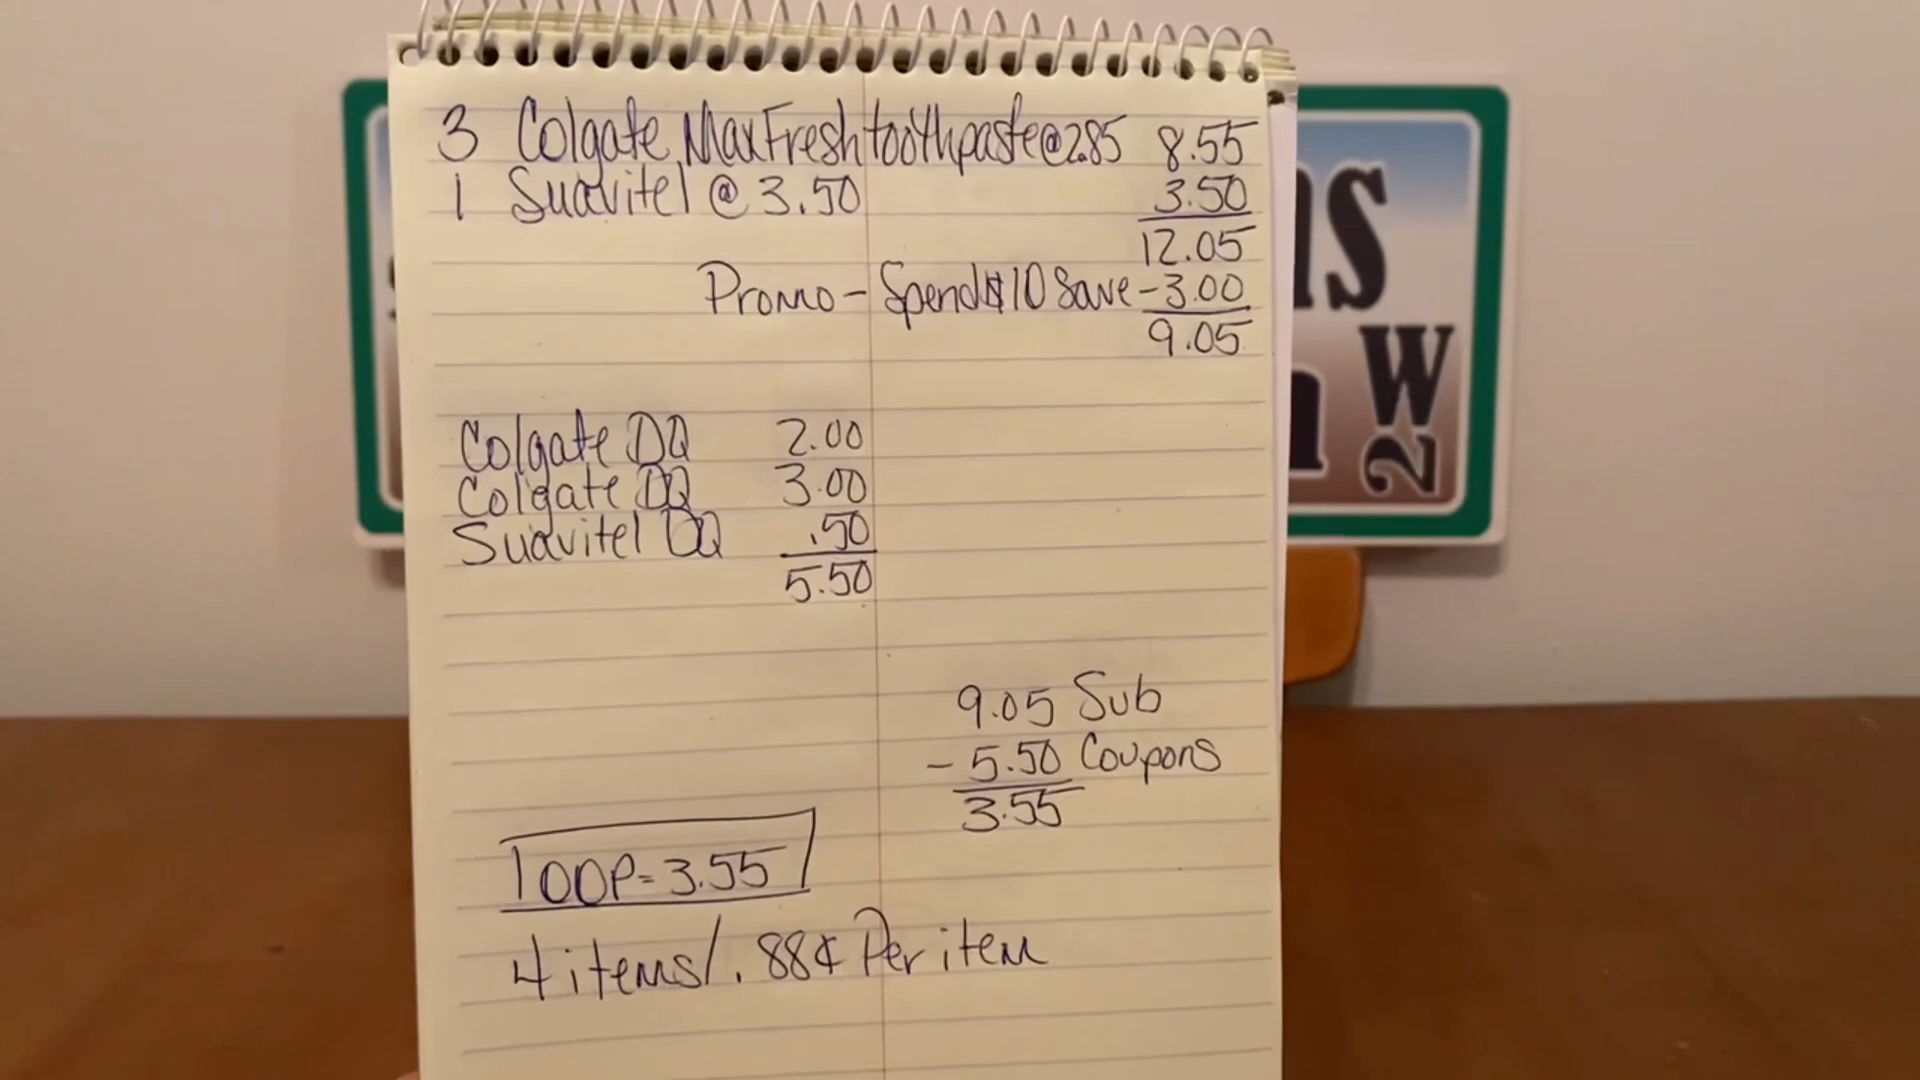 3 Colgate MaxFresh toothpaste @ 2.85 8.55
1 Suavitel @ 3.50 3.50
12.05
Promo - Spend $10 Save -3.00
9.05
Colgate DQ 2.00
Colgate DQ 3.00
Suavitel DQ .50
5.50
9.05 Sub
- 5.50 Coupons
3.55
OOP = 3.55
4 items/ .88¢ Per item
W
2